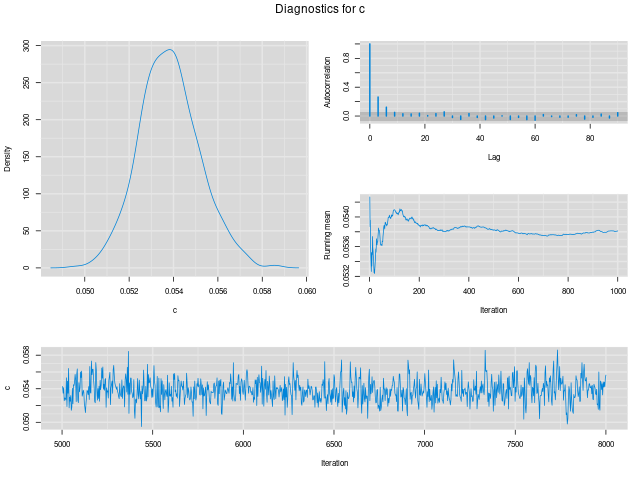 Diagnostics for c
Density
0 50 100 150 200 250 300
0.050 0.052 0.054 0.056 0.058 0.060
c
Autocorrelation
0.0 0.4 0.8
0 20 40 60 80
Lag
Running mean
0.0532 0.0536 0.0540
0 200 400 600 800 1000
Iteration
c
0.050 0.054 0.058
5000 5500 6000 6500 7000 7500 8000
Iteration